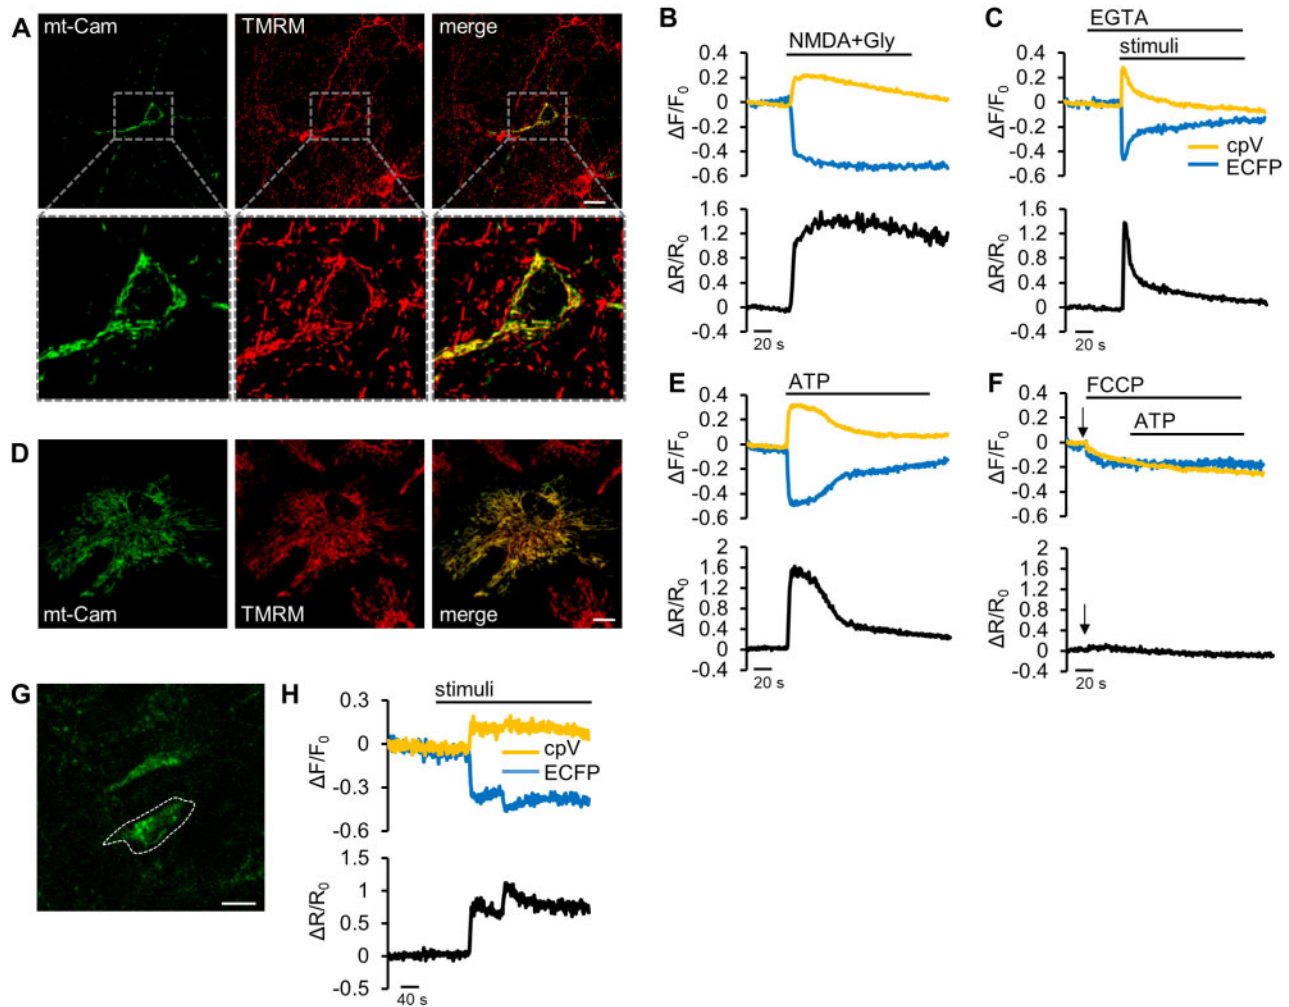 A
mt-Cam
TMRM
merge
B
NMDA+Gly
ΔF/F0
0.4
0.2
0
-0.2
-0.4
-0.6
ΔR/R0
1.6
1.2
0.8
0.4
0
-0.4
20 s
C
EGTA
stimuli
ΔF/F0
0.4
0.2
0
-0.2
-0.4
-0.6
cpV
ECFP
ΔR/R0
1.6
1.2
0.8
0.4
0
-0.4
20 s
D
mt-Cam
TMRM
merge
E
ATP
ΔF/F0
0.4
0.2
0
-0.2
-0.4
-0.6
ΔR/R0
2
1.6
1.2
0.8
0.4
0
-0.4
20 s
F
FCCP
ATP
ΔF/F0
0.4
0.2
0
-0.2
-0.4
-0.6
ΔR/R0
2
1.6
1.2
0.8
0.4
0
-0.4
20 s
G
H
stimuli
ΔF/F0
0.3
0
-0.3
-0.6
cpV
ECFP
ΔR/R0
1.5
1
0.5
0
-0.5
40 s